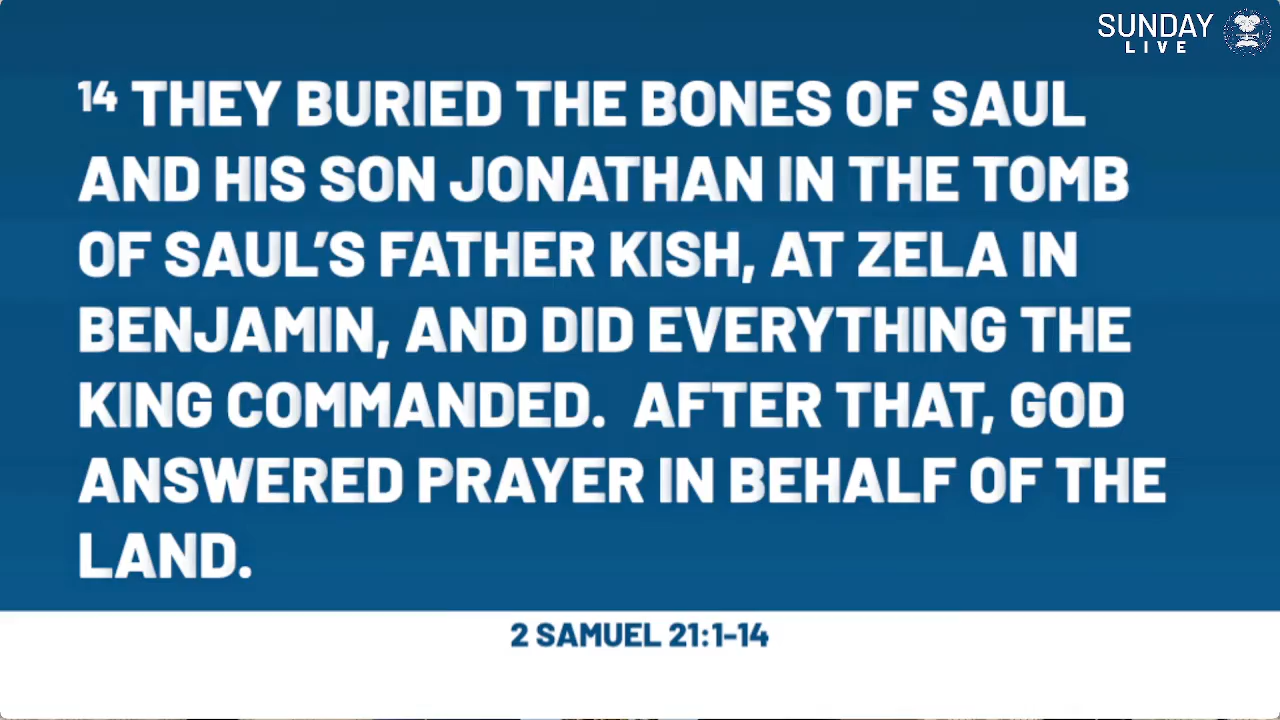 SUNDAY
LIVE
14 THEY BURIED THE BONES OF SAUL
AND HIS SON JONATHAN IN THE TOMB
OF SAUL’S FATHER KISH, AT ZELA IN
BENJAMIN, AND DID EVERYTHING THE
KING COMMANDED.  AFTER THAT, GOD
ANSWERED PRAYER IN BEHALF OF THE
LAND.
2 SAMUEL 21:1-14